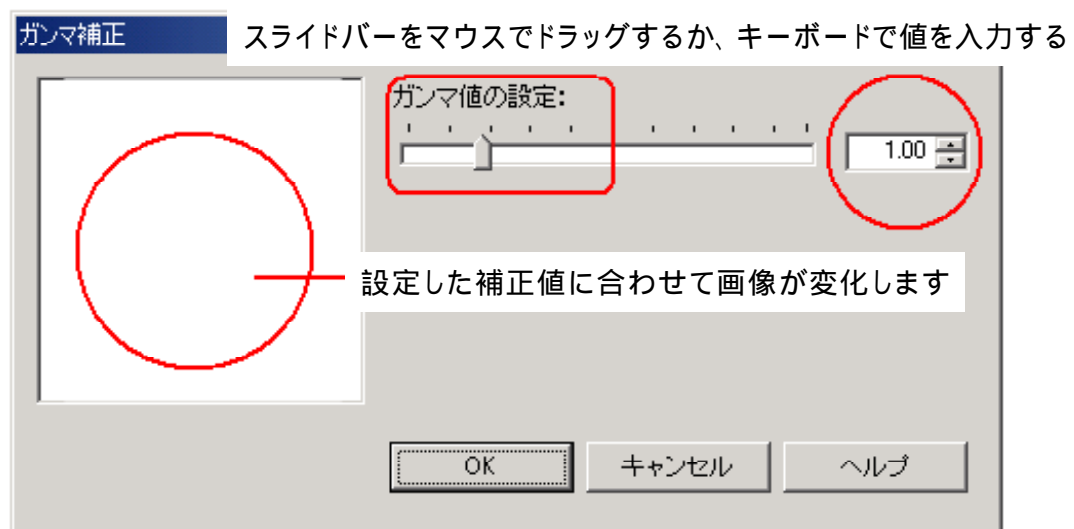 ガンマ補正
スライドバーをマウスでドラッグするか、キーボードで値を入力する
ガンマ値の設定:
1.00
設定した補正値に合わせて画像が変化します
OK
キャンセル
ヘルプ